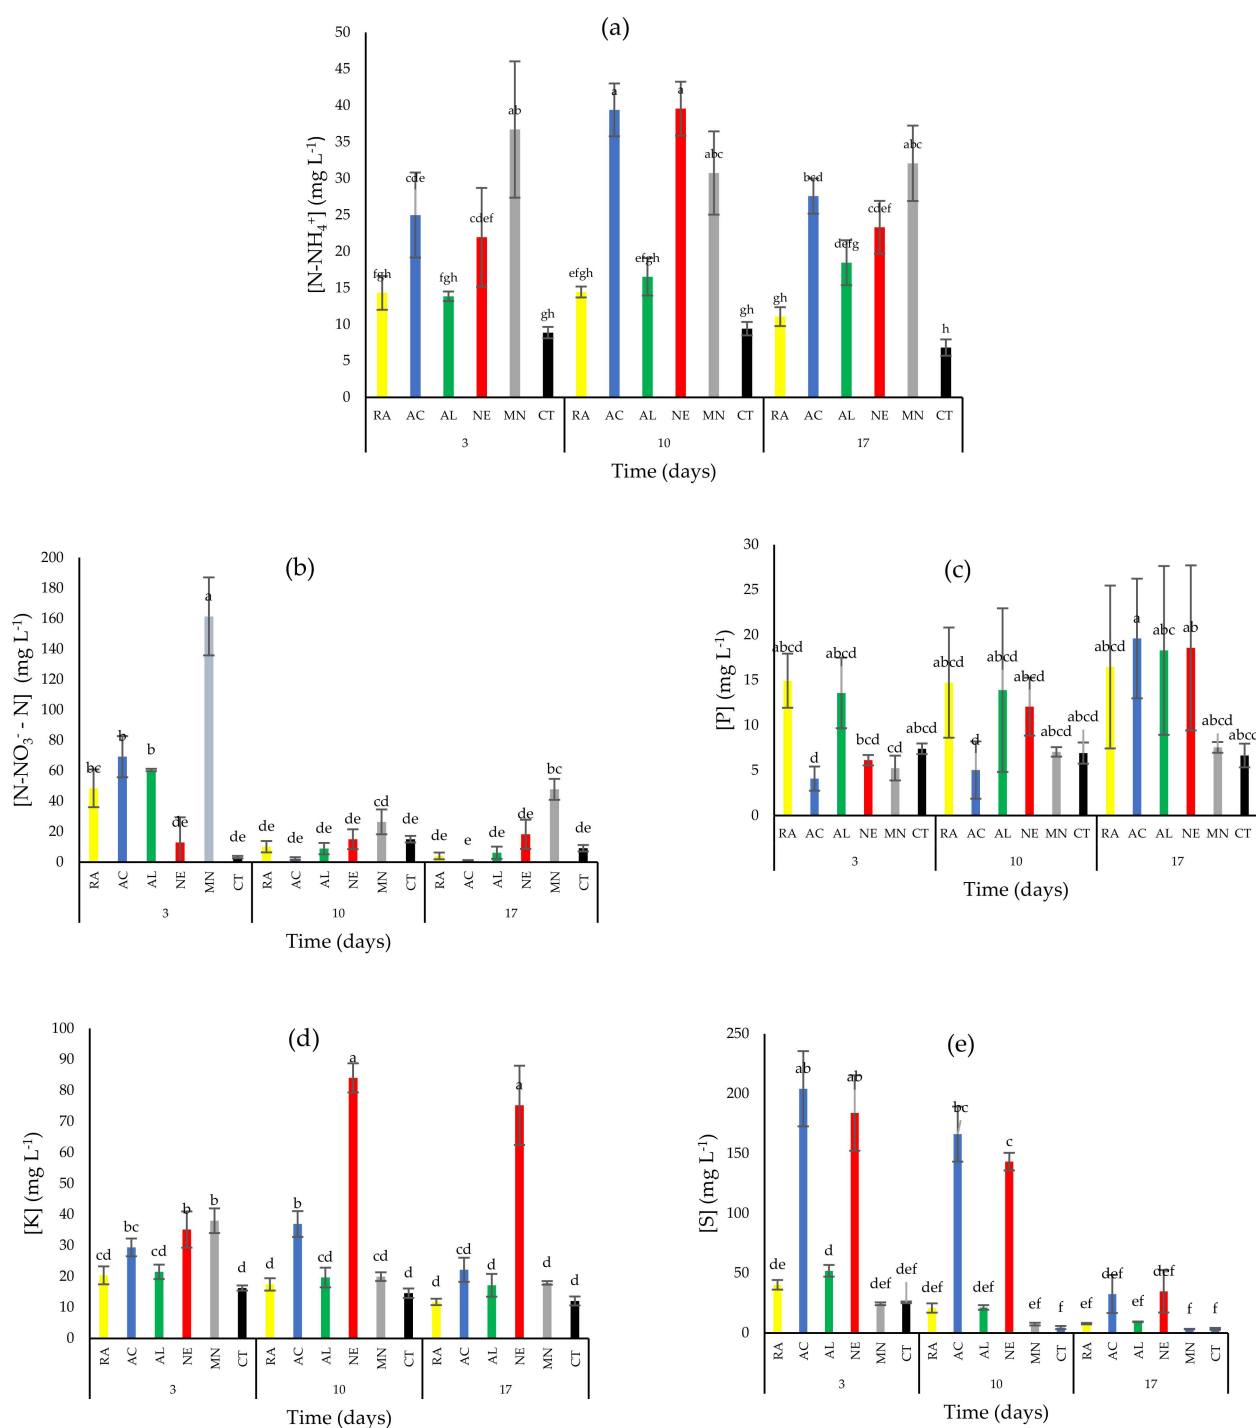 (a)
50
45
40
35
30
25
20
15
10
5
0
[N-NH4+] (mg L-1)
fgh cde fgh cdef ab gh efgh a efgh a abc gh gh bcd defg cdef abc h
RA AC AL NE MN CT RA AC AL NE MN CT RA AC AL NE MN CT
3 10 17
Time (days)
(b)
200
180
160
140
120
100
80
60
40
20
0
[N-NO3- - N] (mg L-1)
bc b b de a de de de de de cd de de e de de bc de
RA AC AL NE MN CT RA AC AL NE MN CT RA AC AL NE MN CT
3 10 17
Time (days)
(c)
30
25
20
15
10
5
0
[P] (mg L-1)
abcd d abcd bcd cd abcd abcd d abcd abcd abcd abcd abcd a abc ab abcd abcd
RA AC AL NE MN CT RA AC AL NE MN CT RA AC AL NE MN CT
3 10 17
Time (days)
(d)
100
90
80
70
60
50
40
30
20
10
0
[K] (mg L-1)
cd bc cd b b d d b cd a cd d d cd cd a d d
RA AC AL NE MN CT RA AC AL NE MN CT RA AC AL NE MN CT
3 10 17
Time (days)
(e)
250
200
150
100
50
0
[S] (mg L-1)
de ab d ab def def def bc def c ef f ef def ef def f f
RA AC AL NE MN CT RA AC AL NE MN CT RA AC AL NE MN CT
3 10 17
Time (days)